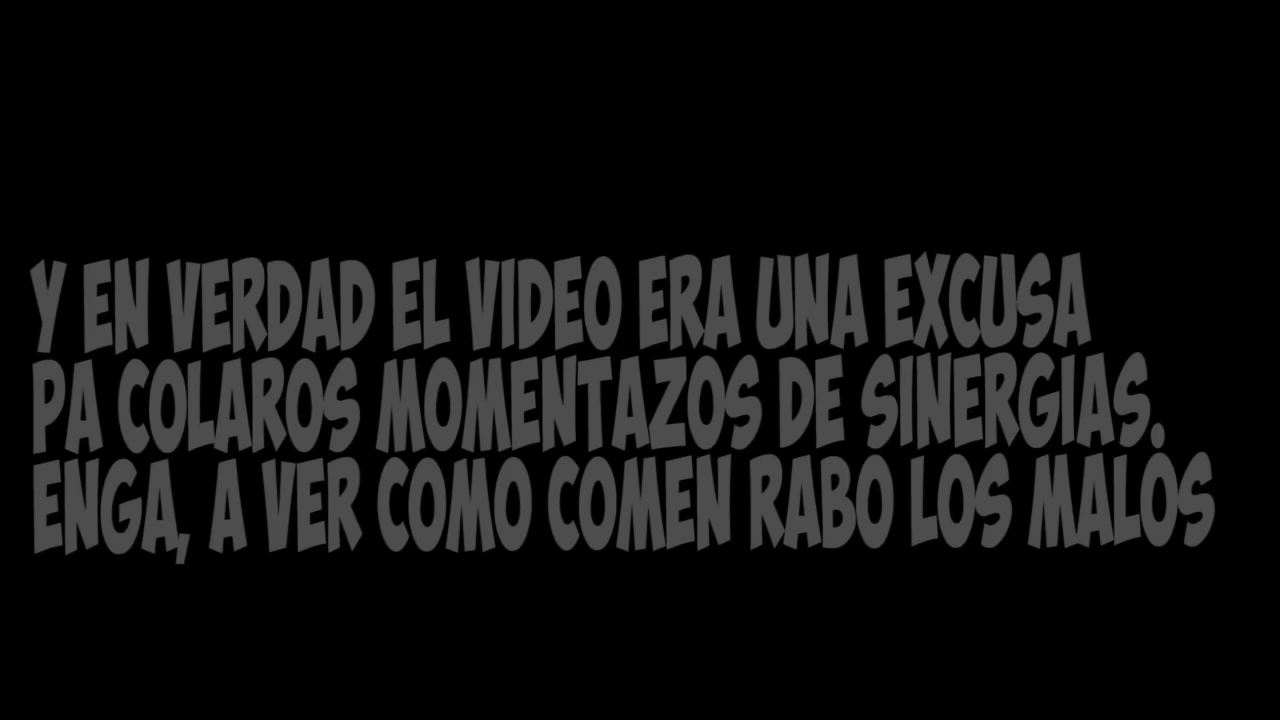 Y EN VERDAD EL VIDEO ERA UNA EXCUSA
PA COLAROS MOMENTAZOS DE SINERGIAS.
ENGA, A VER COMO COMEN RABO LOS MALOS